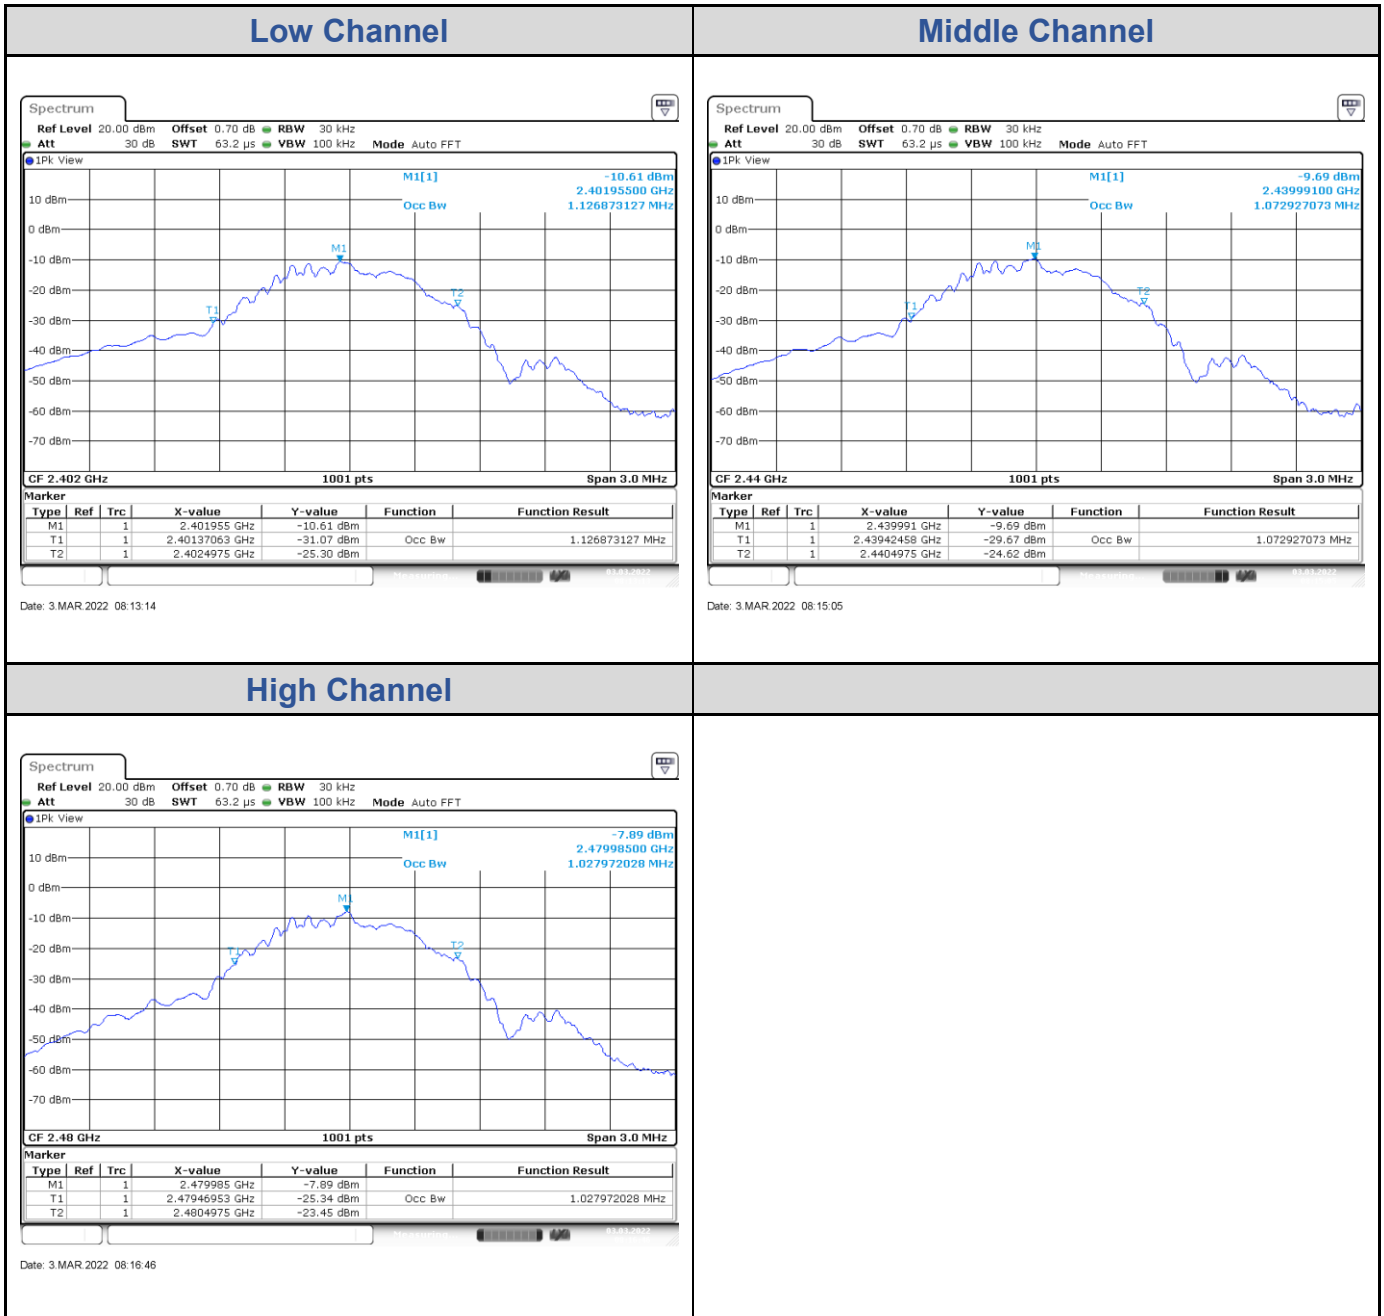 Low Channel
Middle Channel
Spectrum
Ref Level 20.00 dBm Offset 0.70 dB RBW 30 kHz
Att 30 dB SWT 63.2 µs VBW 100 kHz Mode Auto FFT
1Pk View
M1[1] -10.61 dBm
2.40195500 GHz
10 dBm
Occ Bw 1.126873127 MHz
0 dBm
M1
-10 dBm
-20 dBm
T2
T1
-30 dBm
-40 dBm
-50 dBm
-60 dBm
-70 dBm
CF 2.402 GHz 1001 pts Span 3.0 MHz
Marker
Type Ref Trc X-value Y-value Function Function Result
M1 1 2.401955 GHz -10.61 dBm
T1 1 2.40137063 GHz -31.07 dBm Occ Bw 1.126873127 MHz
T2 1 2.4024975 GHz -25.30 dBm
Measuring 03.03.2022
Date: 3.MAR.2022 08:13:14
Spectrum
Ref Level 20.00 dBm Offset 0.70 dB RBW 30 kHz
Att 30 dB SWT 63.2 µs VBW 100 kHz Mode Auto FFT
1Pk View
M1[1] -9.69 dBm
2.43999100 GHz
10 dBm
Occ Bw 1.072927073 MHz
0 dBm
M1
-10 dBm
-20 dBm
T2
T1
-30 dBm
-40 dBm
-50 dBm
-60 dBm
-70 dBm
CF 2.44 GHz 1001 pts Span 3.0 MHz
Marker
Type Ref Trc X-value Y-value Function Function Result
M1 1 2.439991 GHz -9.69 dBm
T1 1 2.43942458 GHz -29.67 dBm Occ Bw 1.072927073 MHz
T2 1 2.4404975 GHz -24.62 dBm
Measuring 03.03.2022
Date: 3.MAR.2022 08:15:05
High Channel
Spectrum
Ref Level 20.00 dBm Offset 0.70 dB RBW 30 kHz
Att 30 dB SWT 63.2 µs VBW 100 kHz Mode Auto FFT
1Pk View
M1[1] -7.89 dBm
2.47998500 GHz
10 dBm
Occ Bw 1.027972028 MHz
0 dBm
M1
-10 dBm
T1 T2
-20 dBm
-30 dBm
-40 dBm
-50 dBm
-60 dBm
-70 dBm
CF 2.48 GHz 1001 pts Span 3.0 MHz
Marker
Type Ref Trc X-value Y-value Function Function Result
M1 1 2.479985 GHz -7.89 dBm
T1 1 2.47946953 GHz -25.34 dBm Occ Bw 1.027972028 MHz
T2 1 2.4804975 GHz -23.45 dBm
Measuring 03.03.2022
Date: 3.MAR.2022 08:16:46